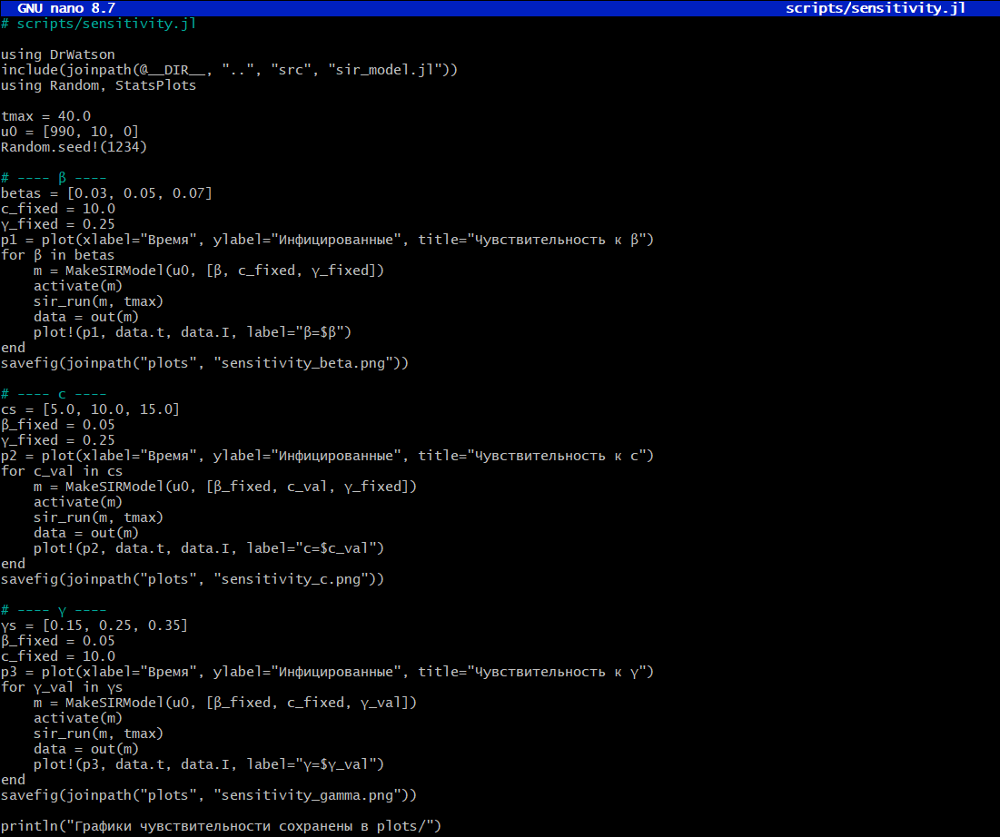 GNU nano 8.7 scripts/sensitivity.jl
# scripts/sensitivity.jl
using DrWatson
include(joinpath(@__DIR__, "..", "src", "sir_model.jl"))
using Random, StatsPlots
tmax = 40.0
u0 = [990, 10, 0]
Random.seed!(1234)
# ---- β ----
betas = [0.03, 0.05, 0.07]
c_fixed = 10.0
γ_fixed = 0.25
p1 = plot(xlabel="Время", ylabel="Инфицированные", title="Чувствительность к β")
for β in betas
    m = MakeSIRModel(u0, [β, c_fixed, γ_fixed])
    activate(m)
    sir_run(m, tmax)
    data = out(m)
    plot!(p1, data.t, data.I, label="β=$β")
end
savefig(joinpath("plots", "sensitivity_beta.png"))
# ---- c ----
cs = [5.0, 10.0, 15.0]
β_fixed = 0.05
γ_fixed = 0.25
p2 = plot(xlabel="Время", ylabel="Инфицированные", title="Чувствительность к c")
for c_val in cs
    m = MakeSIRModel(u0, [β_fixed, c_val, γ_fixed])
    activate(m)
    sir_run(m, tmax)
    data = out(m)
    plot!(p2, data.t, data.I, label="c=$c_val")
end
savefig(joinpath("plots", "sensitivity_c.png"))
# ---- γ ----
γs = [0.15, 0.25, 0.35]
β_fixed = 0.05
c_fixed = 10.0
p3 = plot(xlabel="Время", ylabel="Инфицированные", title="Чувствительность к γ")
for γ_val in γs
    m = MakeSIRModel(u0, [β_fixed, c_fixed, γ_val])
    activate(m)
    sir_run(m, tmax)
    data = out(m)
    plot!(p3, data.t, data.I, label="γ=$γ_val")
end
savefig(joinpath("plots", "sensitivity_gamma.png"))
println("Графики чувствительности сохранены в plots/")